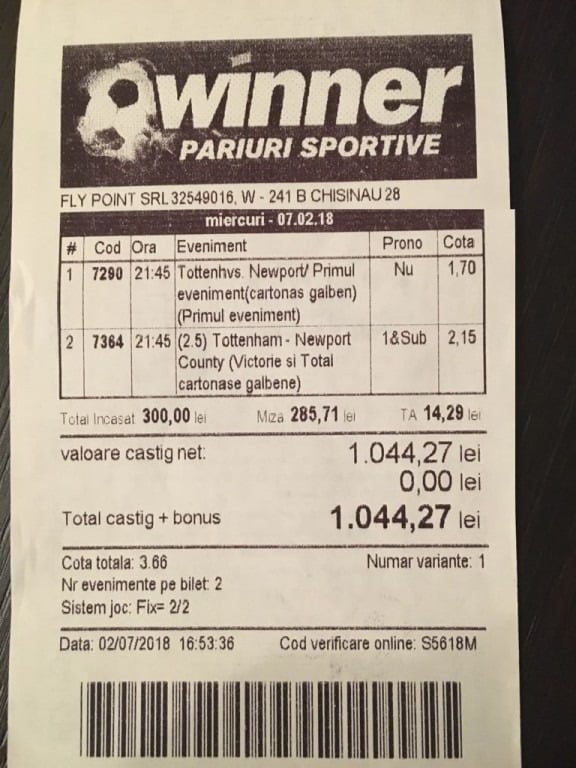 winner
PARIURI SPORTIVE
FLY POINT SRL 32549016, W - 241 B CHISINAU 28
miercuri - 07.02.18
# Cod Ora Eveniment Prono Cota
1 7290 21:45 Tottenhvs. Newport/ Primul Nu 1,70
eveniment(cartonas galben)
(Primul eveniment)
2 7364 21:45 (2.5) Tottenham - Newport 1&Sub 2,15
County (Victorie si Total
cartonase galbene)
Total Incasat 300,00 lei Miza 285,71 lei TA 14,29 lei
valoare castig net: 1.044,27 lei
0,00 lei
Total castig + bonus 1.044,27 lei
Cota totala: 3.66 Numar variante: 1
Nr evenimente pe bilet: 2
Sistem joc: Fix= 2/2
Data: 02/07/2018 16:53:36 Cod verificare online: S5618M